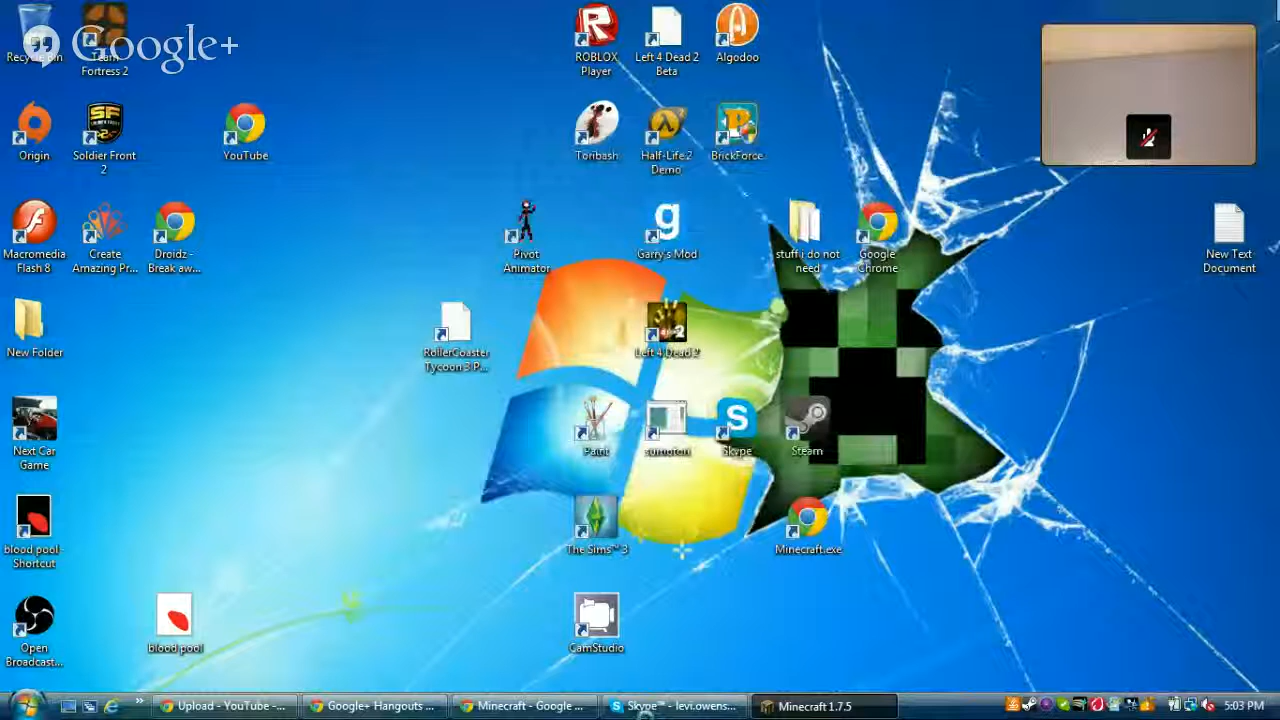 Google+
Recycle Bin
Team Fortress 2
ROBLOX Player
Left 4 Dead 2 Beta
Algodoo
Origin
Soldier Front 2
YouTube
Toribash
Half-Life 2 Demo
BrickForce
Macromedia Flash 8
Create Amazing Pr...
Droidz - Break aw...
Pivot Animator
Garry's Mod
stuff i do not need
Google Chrome
New Text Document
New Folder
RollerCoaster Tycoon 3 P...
Left 4 Dead 2
Next Car Game
Paint
sumotori
Skype
Steam
blood pool - Shortcut
The Sims™ 3
Minecraft.exe
Open Broadcast...
blood pool
CamStudio
Upload - YouTube -...
Google+ Hangouts ...
Minecraft - Google ...
Skype™ - levi.owens...
Minecraft 1.7.5
5:03 PM